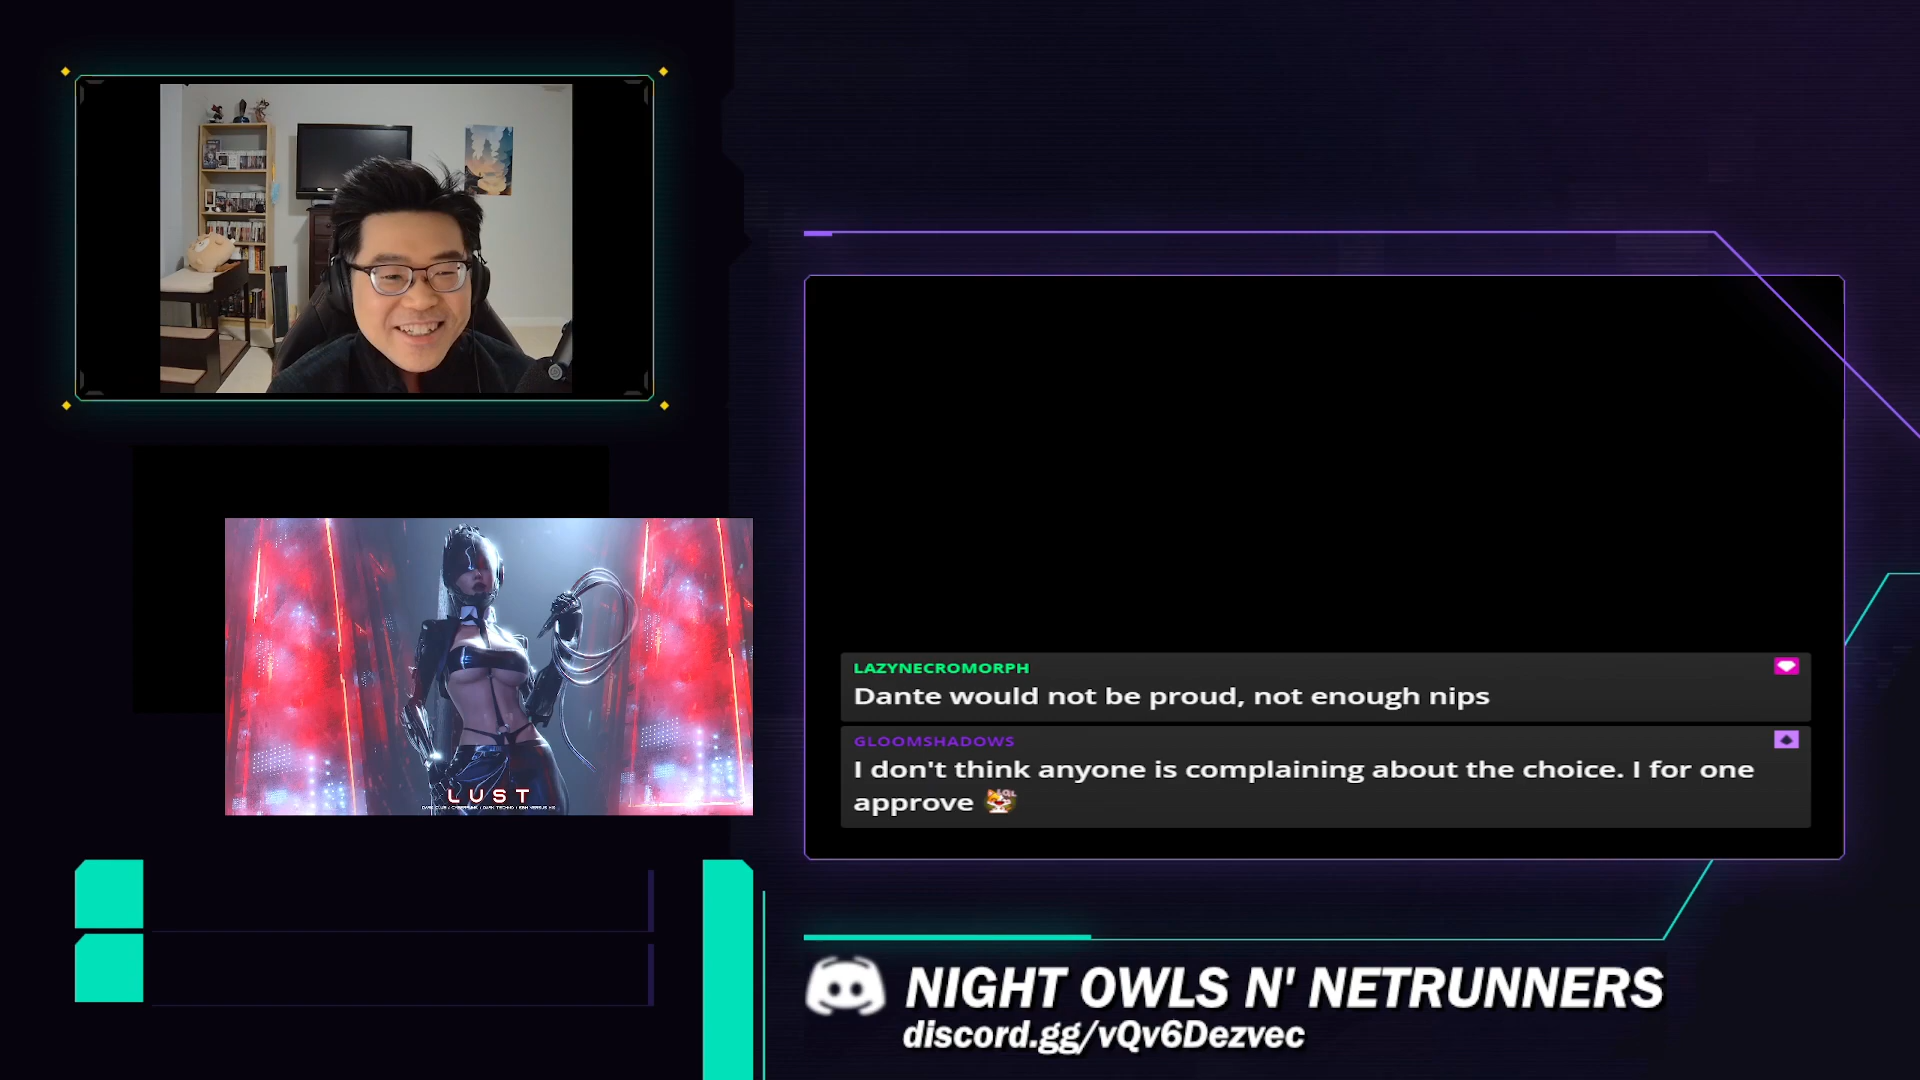 LUST
LAZYNECROMORPH
Dante would not be proud, not enough nips
GLOOMSHADOWS
I don't think anyone is complaining about the choice. I for one
approve
NIGHT OWLS N' NETRUNNERS
discord.gg/vQv6Dezvec